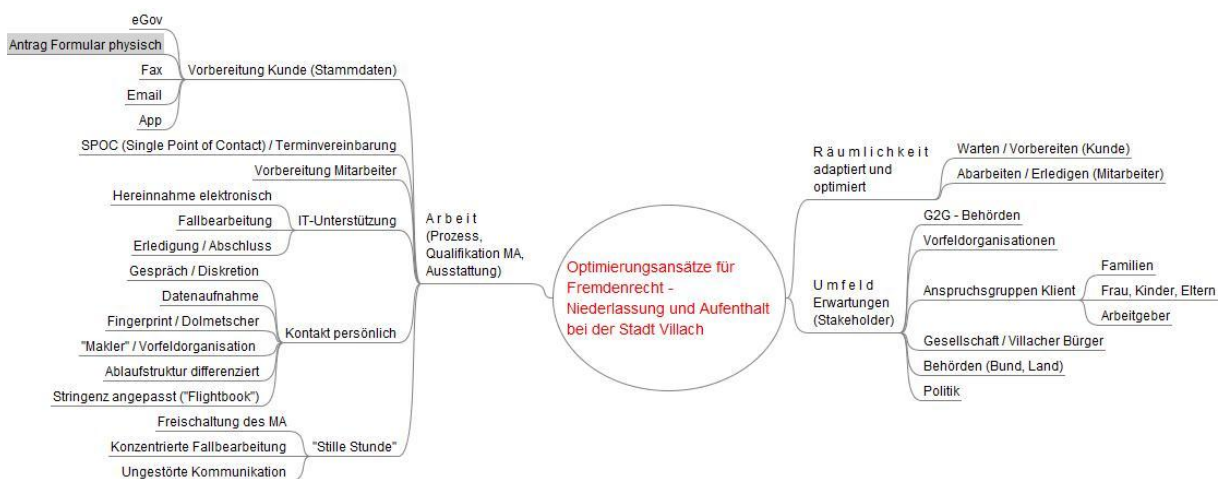 eGov
Antrag Formular physisch
Fax
Email
App
Vorbereitung Kunde (Stammdaten)
SPOC (Single Point of Contact) / Terminvereinbarung
Vorbereitung Mitarbeiter
Hereinnahme elektronisch
Fallbearbeitung
Erledigung / Abschluss
IT-Unterstützung
Gespräch / Diskretion
Datenaufnahme
Fingerprint / Dolmetscher
"Makler" / Vorfeldorganisation
Ablaufstruktur differenziert
Stringenz angepasst ("Flightbook")
Kontakt persönlich
Freischaltung des MA
Konzentrierte Fallbearbeitung
Ungestörte Kommunikation
"Stille Stunde"
A r b e i t
(Prozess,
Qualifikation MA,
Ausstattung)
Optimierungsansätze für
Fremdenrecht -
Niederlassung und Aufenthalt
bei der Stadt Villach
R ä u m l i c h k e i t
adaptiert und
optimiert
Warten / Vorbereiten (Kunde)
Abarbeiten / Erledigen (Mitarbeiter)
U m f e l d
Erwartungen
(Stakeholder)
G2G - Behörden
Vorfeldorganisationen
Anspruchsgruppen Klient
Familien
Frau, Kinder, Eltern
Arbeitgeber
Gesellschaft / Villacher Bürger
Behörden (Bund, Land)
Politik